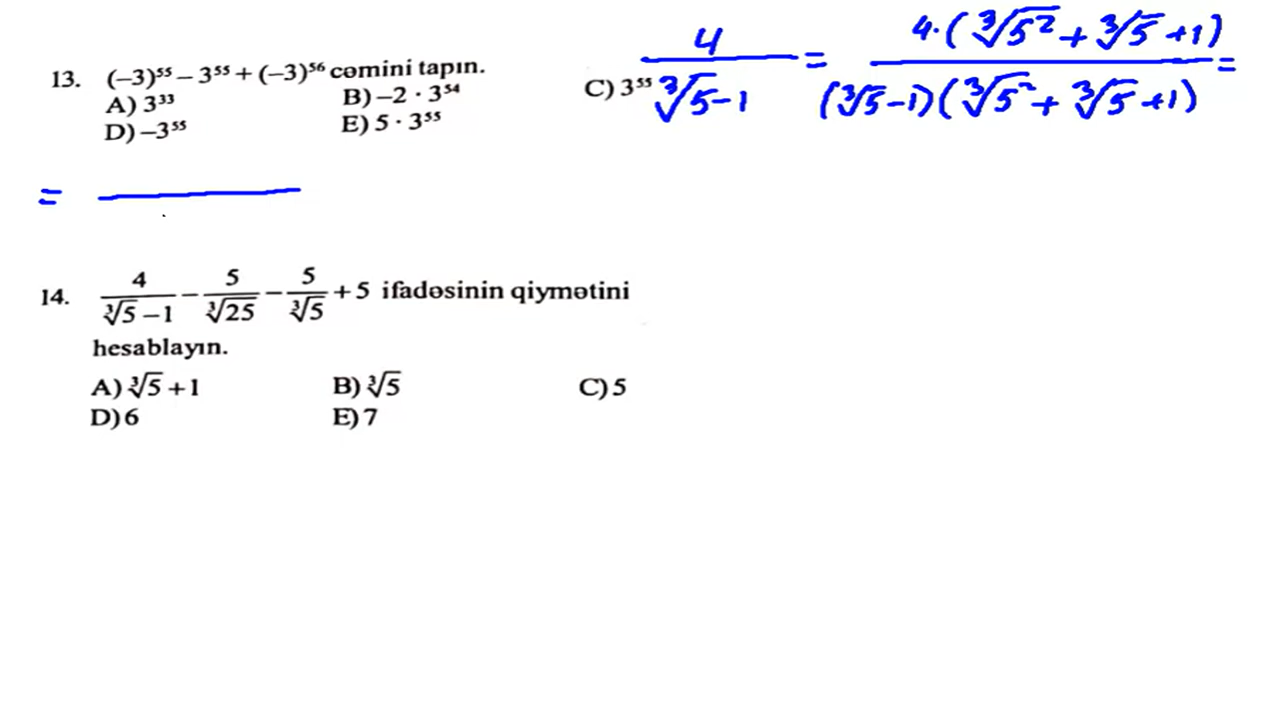 13. (–3)⁵⁵ – 3⁵⁵ + (–3)⁵⁶ cəmini tapın.
A) 3³³ B) –2 · 3⁵⁴ C) 3⁵⁵
D) –3⁵⁵ E) 5 · 3⁵⁵
4/(∛5-1) = 4·(∛5² + ∛5 +1)/((∛5-1)(∛5² + ∛5 +1)) =
=
14. 4/(∛5 – 1) – 5/∛25 – 5/∛5 + 5 ifadəsinin qiymətini
hesablayın.
A) ∛5 + 1 B) ∛5 C) 5
D) 6 E) 7